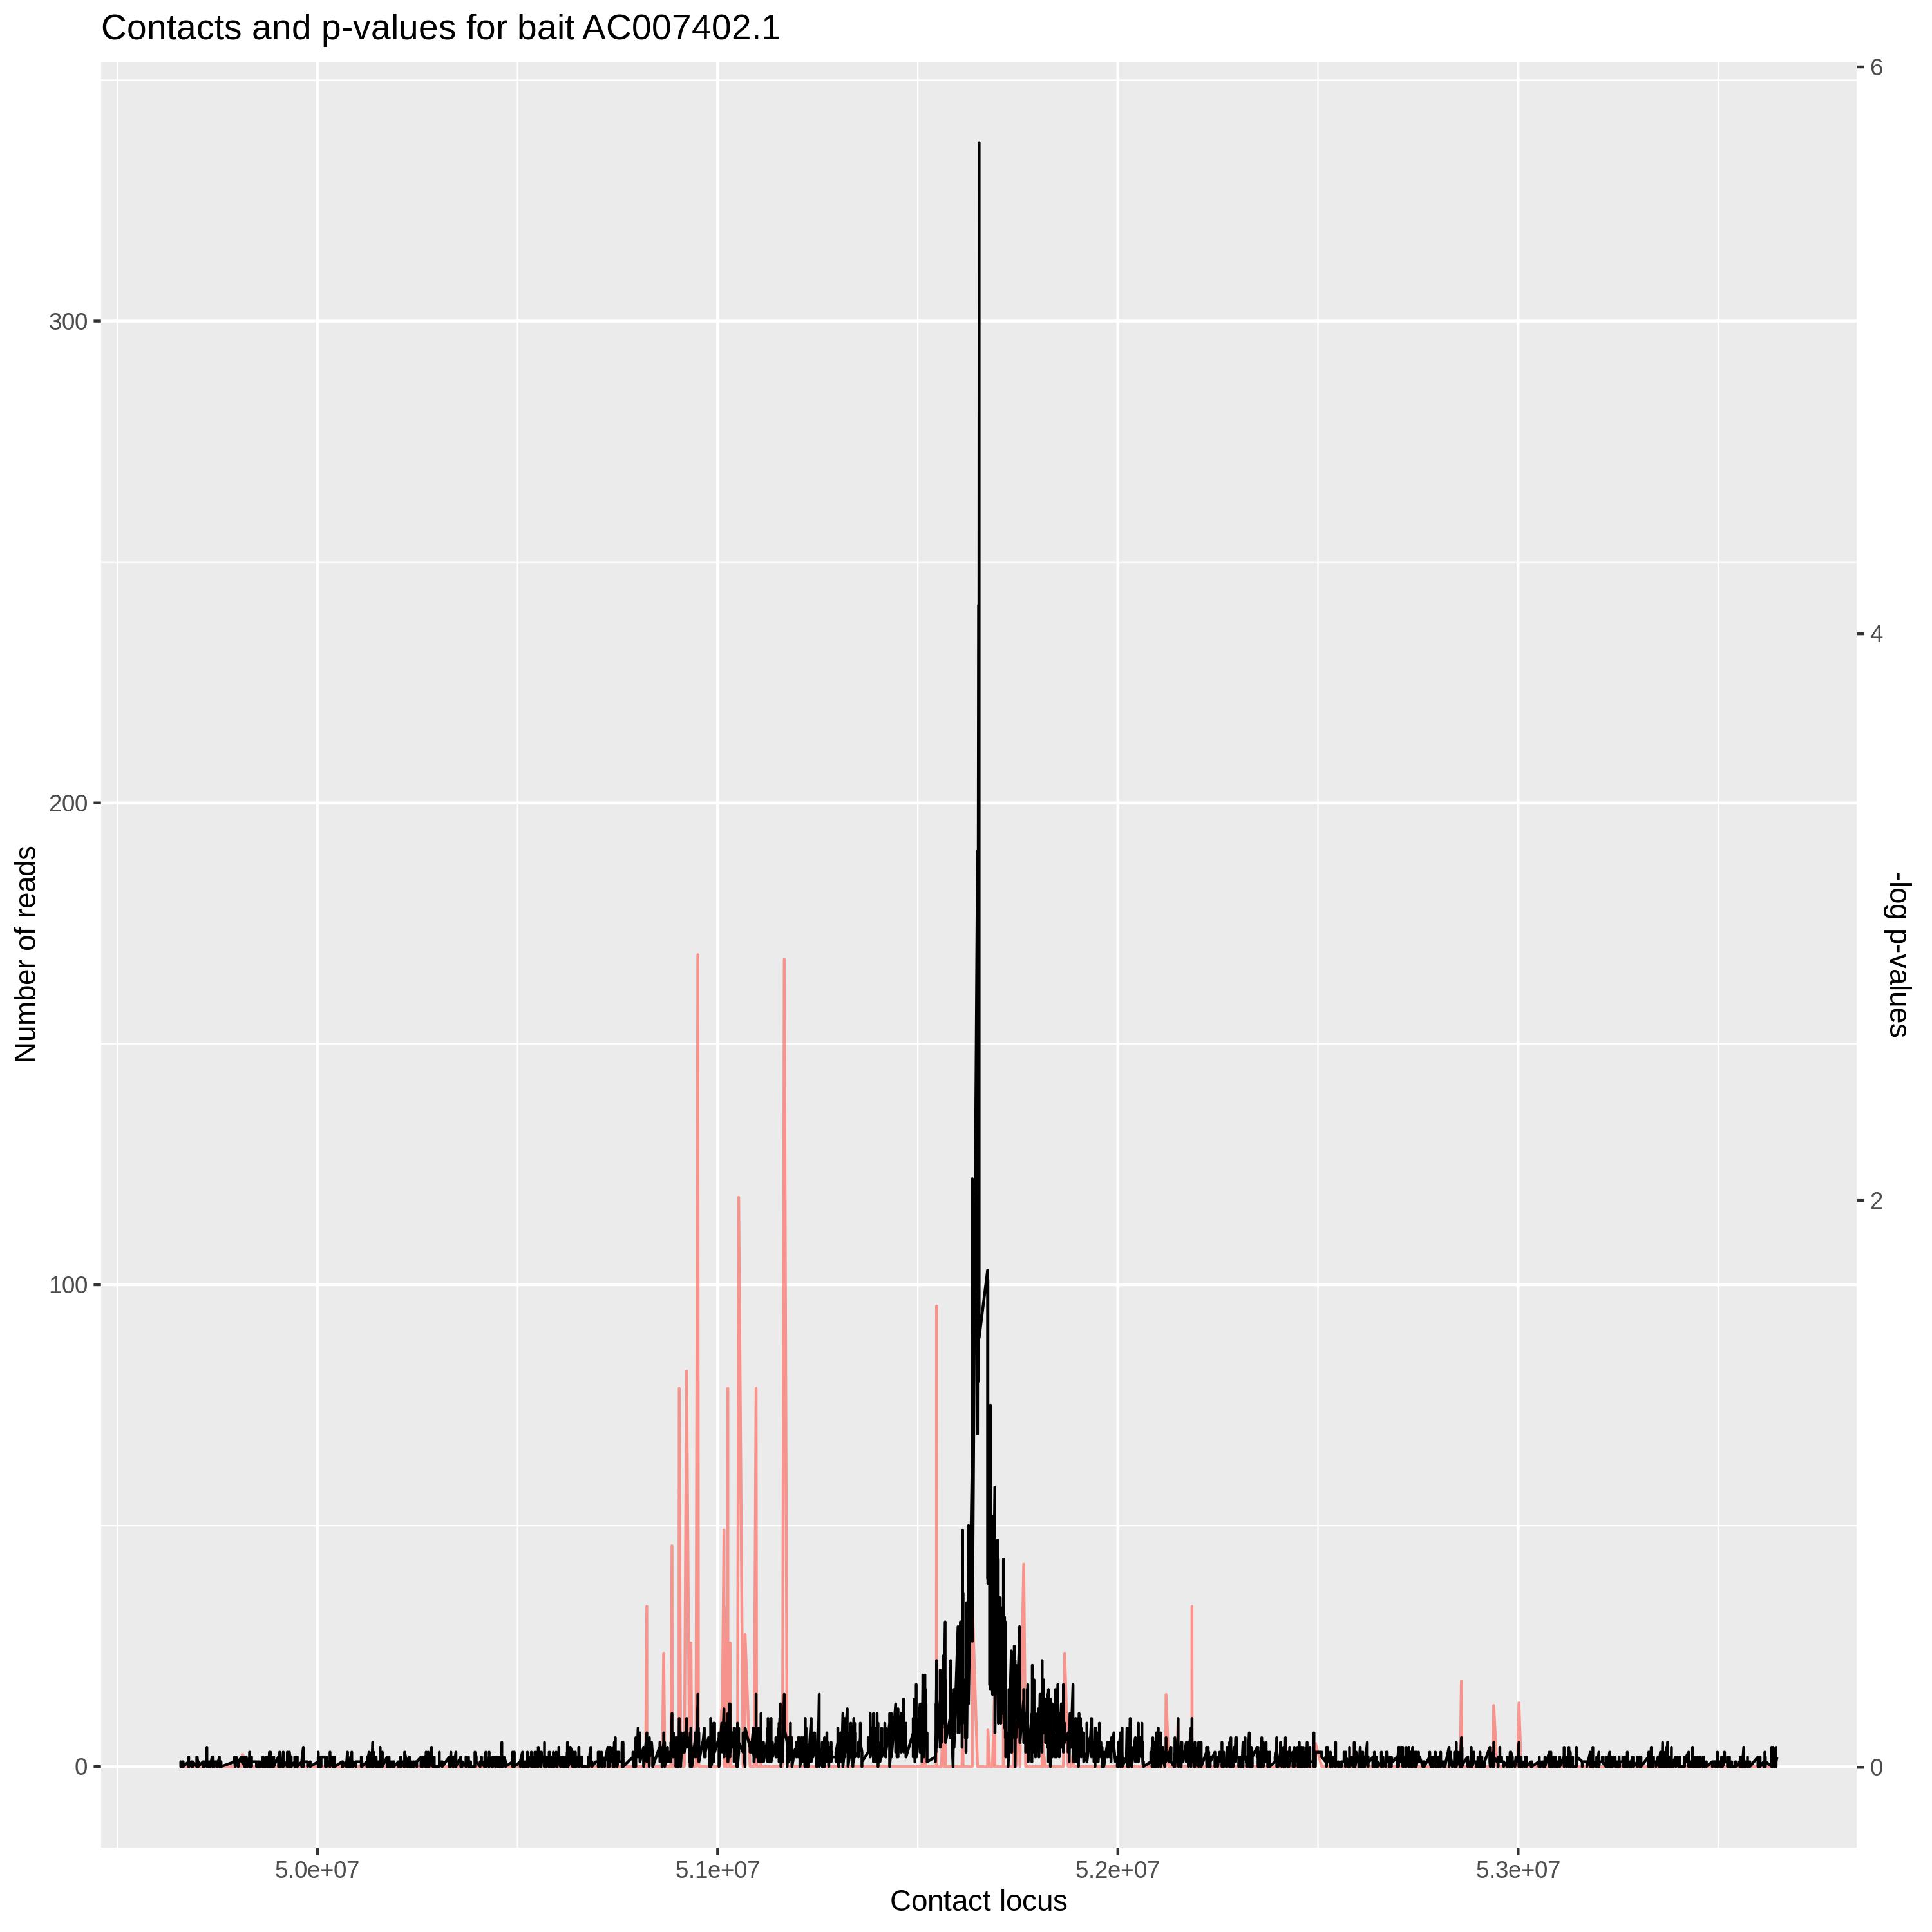 Contacts and p-values for bait AC007402.1
6
300
4
200
Number of reads
-log p-values
2
100
0
0
5.0e+07
5.1e+07
5.2e+07
5.3e+07
Contact locus